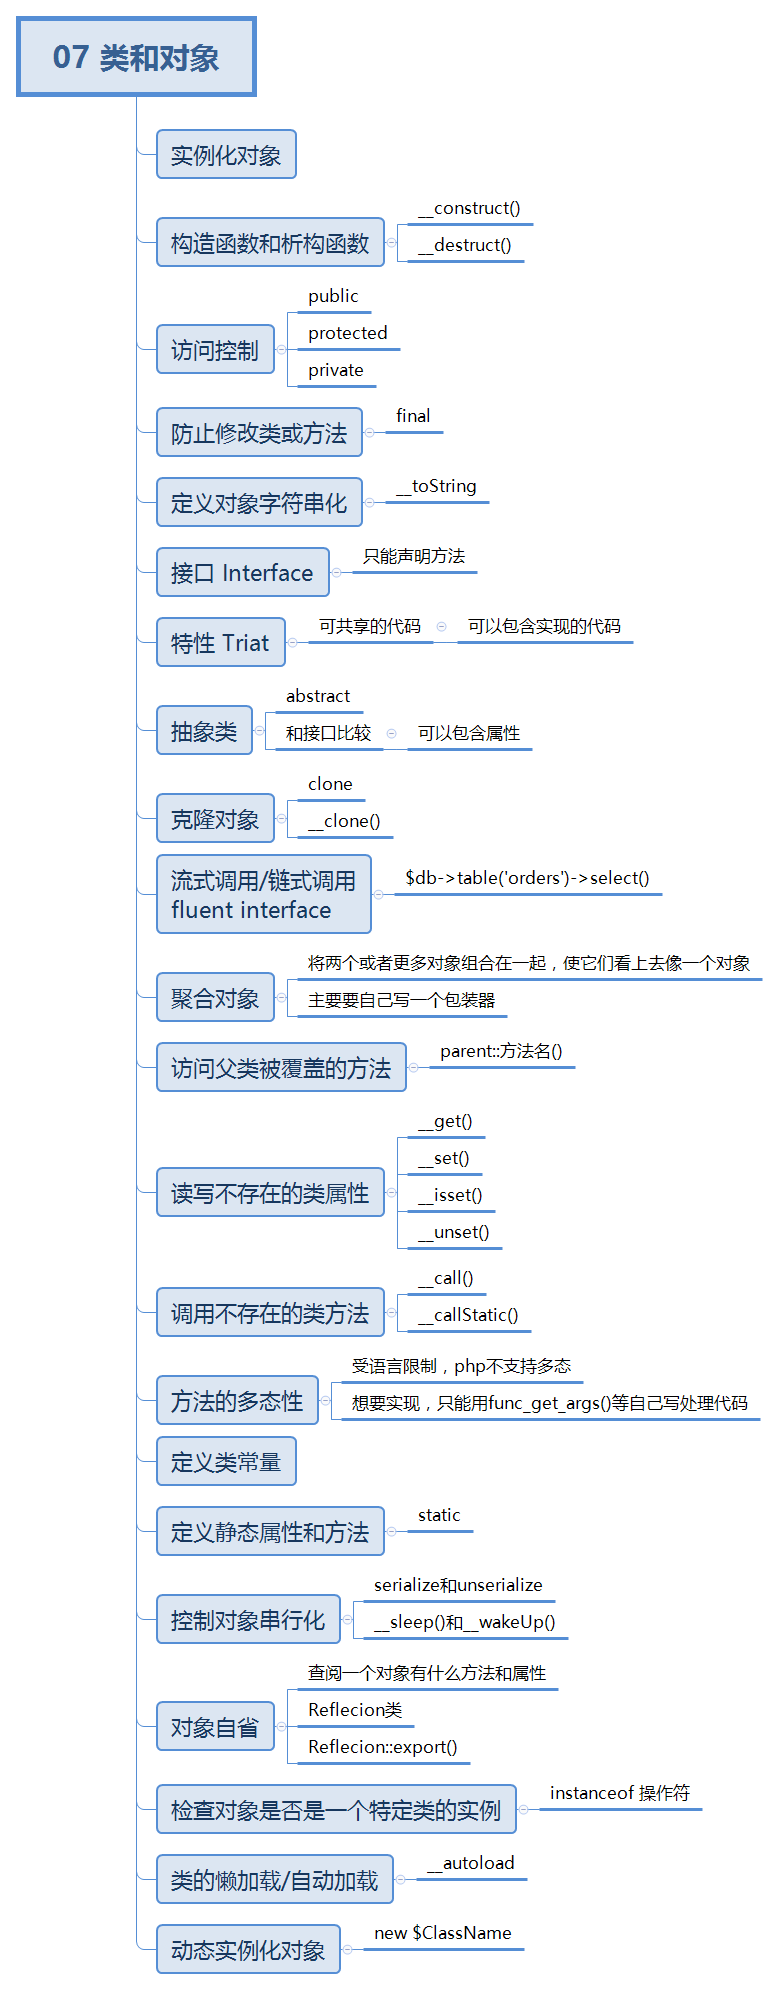 07 类和对象
实例化对象
构造函数和析构函数
__construct()
__destruct()
访问控制
public
protected
private
防止修改类或方法
final
定义对象字符串化
__toString
接口 Interface
只能声明方法
特性 Triat
可共享的代码
可以包含实现的代码
抽象类
abstract
和接口比较
可以包含属性
克隆对象
clone
__clone()
流式调用/链式调用
fluent interface
$db->table('orders')->select()
聚合对象
将两个或者更多对象组合在一起，使它们看上去像一个对象
主要要自己写一个包装器
访问父类被覆盖的方法
parent::方法名()
读写不存在的类属性
__get()
__set()
__isset()
__unset()
调用不存在的类方法
__call()
__callStatic()
方法的多态性
受语言限制，php不支持多态
想要实现，只能用func_get_args()等自己写处理代码
定义类常量
定义静态属性和方法
static
控制对象串行化
serialize和unserialize
__sleep()和__wakeUp()
对象自省
查阅一个对象有什么方法和属性
Reflecion类
Reflecion::export()
检查对象是否是一个特定类的实例
instanceof 操作符
类的懒加载/自动加载
__autoload
动态实例化对象
new $ClassName